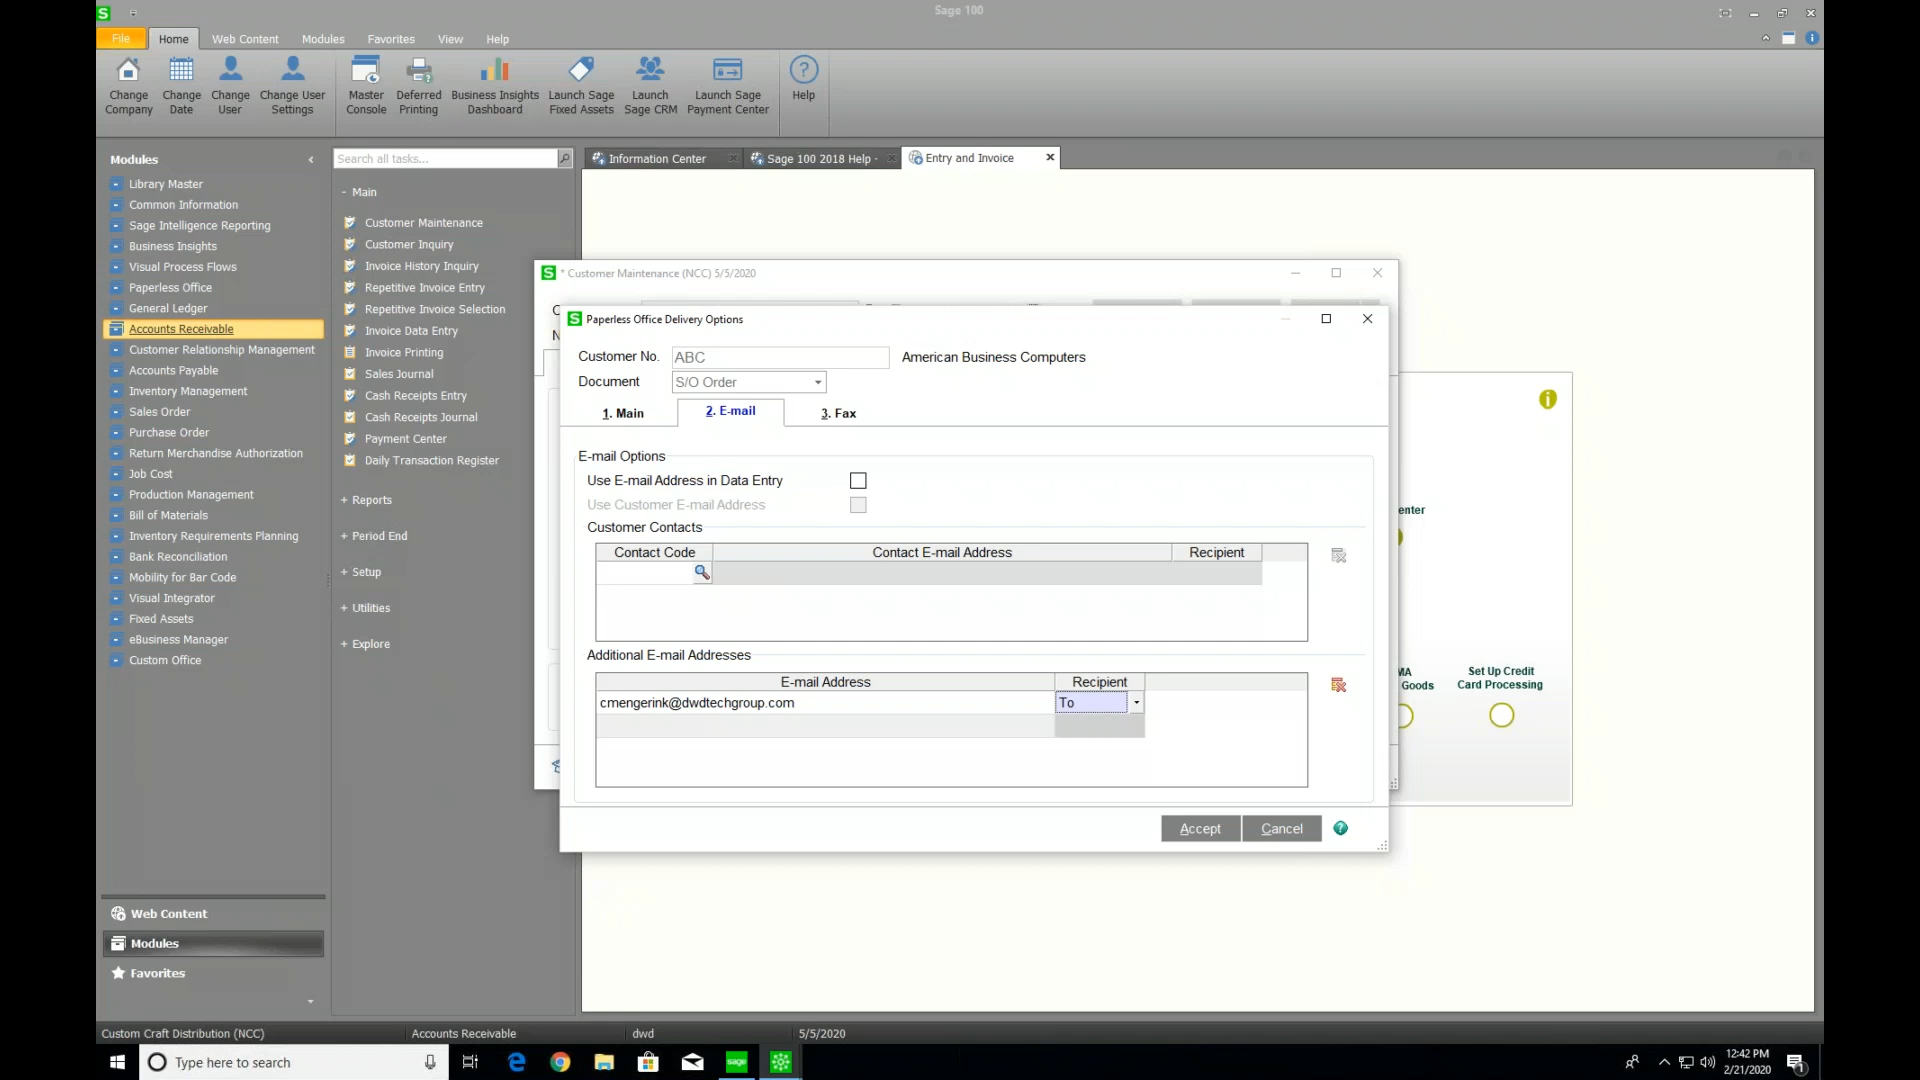 S
Sage 100
File
Home
Web Content
Modules
Favorites
View
Help
Change Company
Change Date
Change User
Change User Settings
Master Console
Deferred Printing
Business Insights Dashboard
Launch Sage Fixed Assets
Launch Sage CRM
Launch Sage Payment Center
Help
Modules
Library Master
Common Information
Sage Intelligence Reporting
Business Insights
Visual Process Flows
Paperless Office
General Ledger
Accounts Receivable
Customer Relationship Management
Accounts Payable
Inventory Management
Sales Order
Purchase Order
Return Merchandise Authorization
Job Cost
Production Management
Bill of Materials
Inventory Requirements Planning
Bank Reconciliation
Mobility for Bar Code
Visual Integrator
Fixed Assets
eBusiness Manager
Custom Office
Web Content
Modules
Favorites
Search all tasks...
- Main
Customer Maintenance
Customer Inquiry
Invoice History Inquiry
Repetitive Invoice Entry
Repetitive Invoice Selection
Invoice Data Entry
Invoice Printing
Sales Journal
Cash Receipts Entry
Cash Receipts Journal
Payment Center
Daily Transaction Register
+ Reports
+ Period End
+ Setup
+ Utilities
+ Explore
Information Center
Sage 100 2018 Help -
Entry and Invoice
S * Customer Maintenance (NCC) 5/5/2020
S Paperless Office Delivery Options
Customer No. ABC American Business Computers
Document S/O Order
1. Main
2. E-mail
3. Fax
E-mail Options
Use E-mail Address in Data Entry
Use Customer E-mail Address
Customer Contacts
Contact Code Contact E-mail Address Recipient
Additional E-mail Addresses
E-mail Address Recipient
cmengerink@dwdtechgroup.com To
Accept
Cancel
enter
MA
Goods
Set Up Credit
Card Processing
Custom Craft Distribution (NCC)
Accounts Receivable
dwd
5/5/2020
Type here to search
sage
12:42 PM
2/21/2020
1